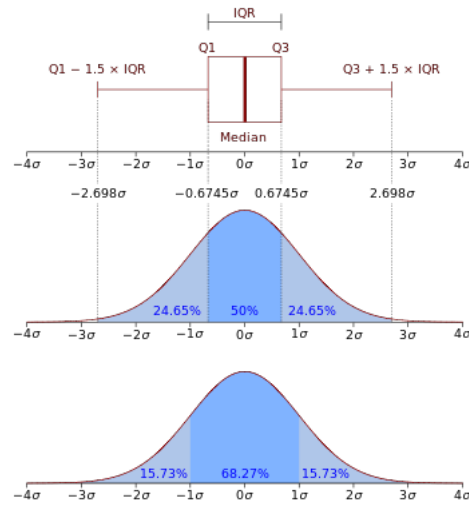 IQR
Q1 Q3
Q1 − 1.5 × IQR Q3 + 1.5 × IQR
Median
−4σ −3σ −2σ −1σ 0σ 1σ 2σ 3σ 4σ
−2.698σ −0.6745σ 0.6745σ 2.698σ
24.65% 50% 24.65%
−4σ −3σ −2σ −1σ 0σ 1σ 2σ 3σ 4σ
15.73% 68.27% 15.73%
−4σ −3σ −2σ −1σ 0σ 1σ 2σ 3σ 4σ